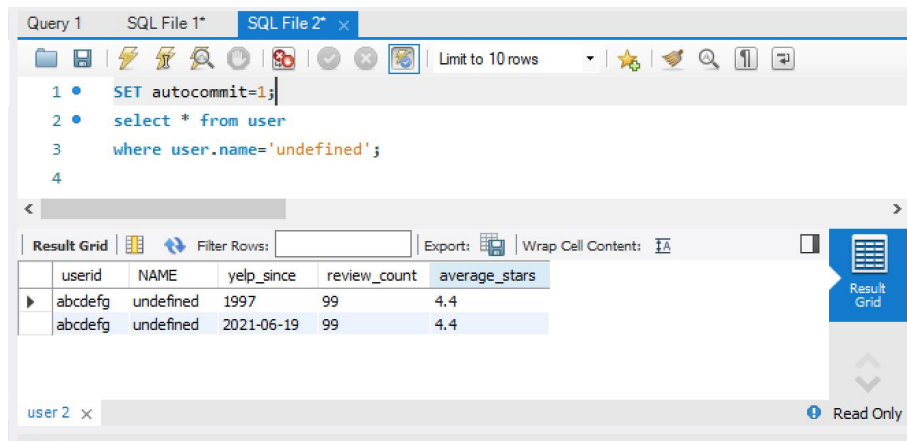 Query 1 SQL File 1* SQL File 2*
Limit to 10 rows
1 SET autocommit=1;
2 select * from user
3 where user.name='undefined';
4
Result Grid Filter Rows: Export: Wrap Cell Content: IA
userid NAME yelp_since review_count average_stars
abcdefg undefined 1997 99 4.4
abcdefg undefined 2021-06-19 99 4.4
Result
Grid
user 2 Read Only